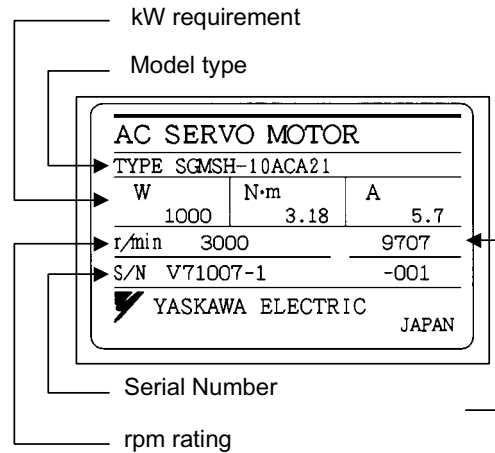 kW requirement
Model type
AC SERVO MOTOR
TYPE SGMSH-10ACA21
W N·m A
1000 3.18 5.7
r/min 3000 9707
S/N V71007-1 -001
YASKAWA ELECTRIC
JAPAN
Serial Number
rpm rating